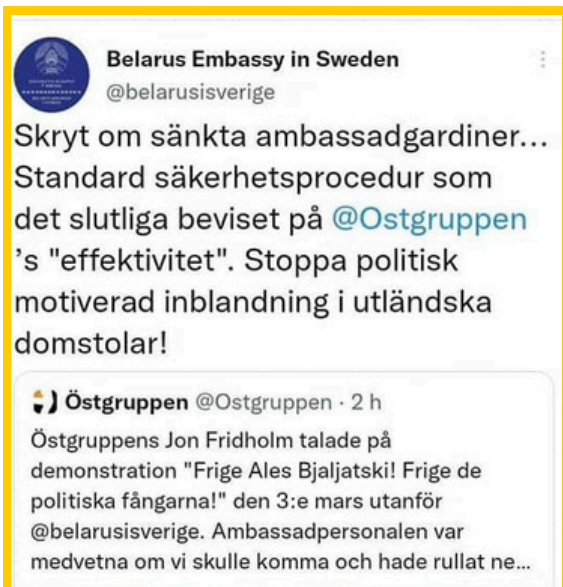 Belarus Embassy in Sweden
@belarusisverige
Skryt om sänkta ambassadgardiner...
Standard säkerhetsprocedur som
det slutliga beviset på @Ostgruppen
's "effektivitet". Stoppa politisk
motiverad inblandning i utländska
domstolar!
Östgruppen @Ostgruppen · 2 h
Östgruppens Jon Fridholm talade på
demonstration "Frige Ales Bjaljatski! Frige de
politiska fångarna!" den 3:e mars utanför
@belarusisverige. Ambassadpersonalen var
medvetna om vi skulle komma och hade rullat ne...